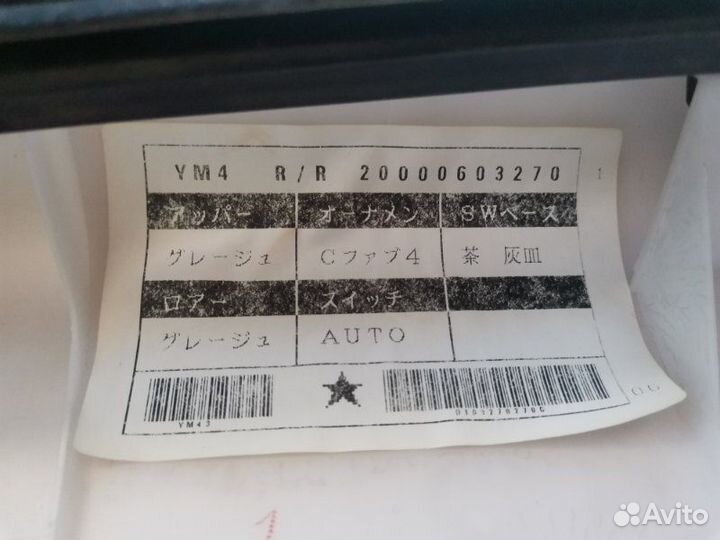 YM4 R/R 20000603270 1
アッパー オーナメン SWベース
グレージュ Cファブ4 茶 灰皿
ロアー スイッチ
グレージュ AUTO
YM43
Avito